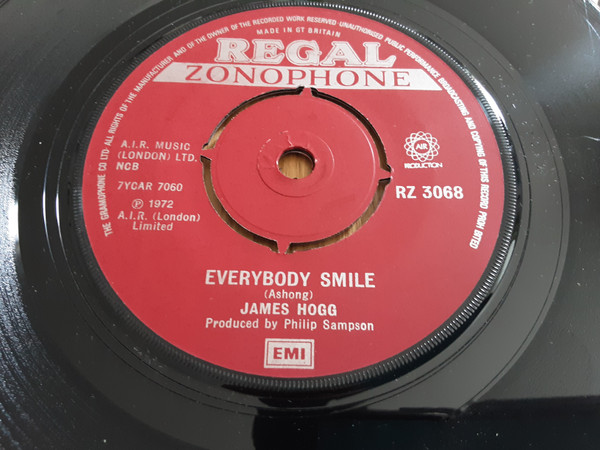 THE GRAMOPHONE CO LTD ALL RIGHTS OF THE MANUFACTURER AND OF THE OWNER OF THE RECORDED WORK RESERVED · UNAUTHORIZED PUBLIC PERFORMANCE BROADCASTING AND COPYING OF THIS RECORD PROHIBITED
MADE IN GT BRITAIN
REGAL
ZONOPHONE
A.I.R. MUSIC
(LONDON) LTD.
NCB
7YCAR 7060
Ⓟ 1972
A.I.R. (London)
Limited
AIR
PRODUCTION
RZ 3068
EVERYBODY SMILE
(Ashong)
JAMES HOGG
Produced by Philip Sampson
EMI